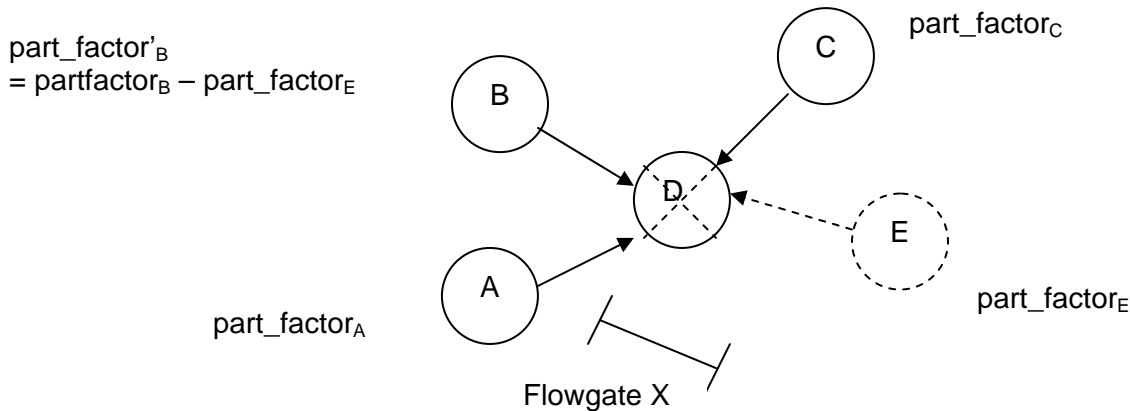 part_factor’B
= partfactorB – part_factorE
B
C
part_factorC
D
E
part_factorE
A
part_factorA
Flowgate X